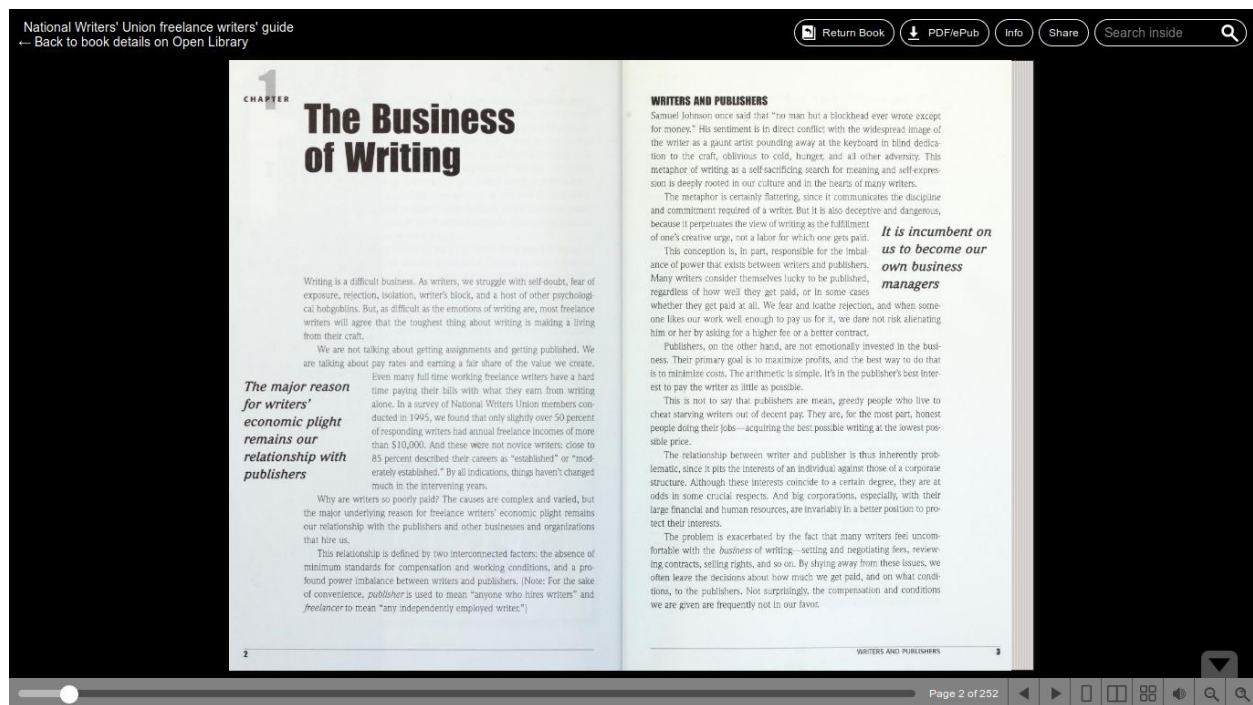 National Writers' Union freelance writers' guide
← Back to book details on Open Library
Return Book
PDF/ePub
Info
Share
Search inside
1
CHAPTER
The Business
of Writing
Writing is a difficult business. As writers, we struggle with self-doubt, fear of
exposure, rejection, isolation, writer's block, and a host of other psychologi-
cal hobgoblins. But, as difficult as the emotions of writing are, most freelance
writers will agree that the toughest thing about writing is making a living
from their craft.
We are not talking about getting assignments and getting published. We
are talking about pay rates and earning a fair share of the value we create.
Even many full-time working freelance writers have a hard
time paying their bills with what they earn from writing
alone. In a survey of National Writers Union members con-
ducted in 1995, we found that only slightly over 50 percent
of responding writers had annual freelance incomes of more
than $10,000. And these were not novice writers: close to
85 percent described their careers as "established" or "mod-
erately established." By all indications, things haven't changed
much in the intervening years.
The major reason
for writers'
economic plight
remains our
relationship with
publishers
Why are writers so poorly paid? The causes are complex and varied, but
the major underlying reason for freelance writers' economic plight remains
our relationship with the publishers and other businesses and organizations
that hire us.
This relationship is defined by two interconnected factors: the absence of
minimum standards for compensation and working conditions, and a pro-
found power imbalance between writers and publishers. (Note: For the sake
of convenience, publisher is used to mean "anyone who hires writers" and
freelancer to mean "any independently employed writer.")
2
WRITERS AND PUBLISHERS
Samuel Johnson once said that "no man but a blockhead ever wrote except
for money." His sentiment is in direct conflict with the widespread image of
the writer as a gaunt artist pounding away at the keyboard in blind dedica-
tion to the craft, oblivious to cold, hunger, and all other adversity. This
metaphor of writing as a self-sacrificing search for meaning and self-expres-
sion is deeply rooted in our culture and in the hearts of many writers.
The metaphor is certainly flattering, since it communicates the discipline
and commitment required of a writer. But it is also deceptive and dangerous,
because it perpetuates the view of writing as the fulfillment
of one's creative urge, not a labor for which one gets paid.
This conception is, in part, responsible for the imbal-
ance of power that exists between writers and publishers.
Many writers consider themselves lucky to be published,
regardless of how well they get paid, or in some cases
whether they get paid at all. We fear and loathe rejection, and when some-
one likes our work well enough to pay us for it, we dare not risk alienating
him or her by asking for a higher fee or a better contract.
It is incumbent on
us to become our
own business
managers
Publishers, on the other hand, are not emotionally invested in the busi-
ness. Their primary goal is to maximize profits, and the best way to do that
is to minimize costs. The arithmetic is simple. It's in the publisher's best inter-
est to pay the writer as little as possible.
This is not to say that publishers are mean, greedy people who live to
cheat starving writers out of decent pay. They are, for the most part, honest
people doing their jobs—acquiring the best possible writing at the lowest pos-
sible price.
The relationship between writer and publisher is thus inherently prob-
lematic, since it pits the interests of an individual against those of a corporate
structure. Although these interests coincide to a certain degree, they are at
odds in some crucial respects. And big corporations, especially, with their
large financial and human resources, are invariably in a better position to pro-
tect their interests.
The problem is exacerbated by the fact that many writers feel uncom-
fortable with the business of writing—setting and negotiating fees, review-
ing contracts, selling rights, and so on. By shying away from these issues, we
often leave the decisions about how much we get paid, and on what condi-
tions, to the publishers. Not surprisingly, the compensation and conditions
we are given are frequently not in our favor.
WRITERS AND PUBLISHERS
3
Page 2 of 252